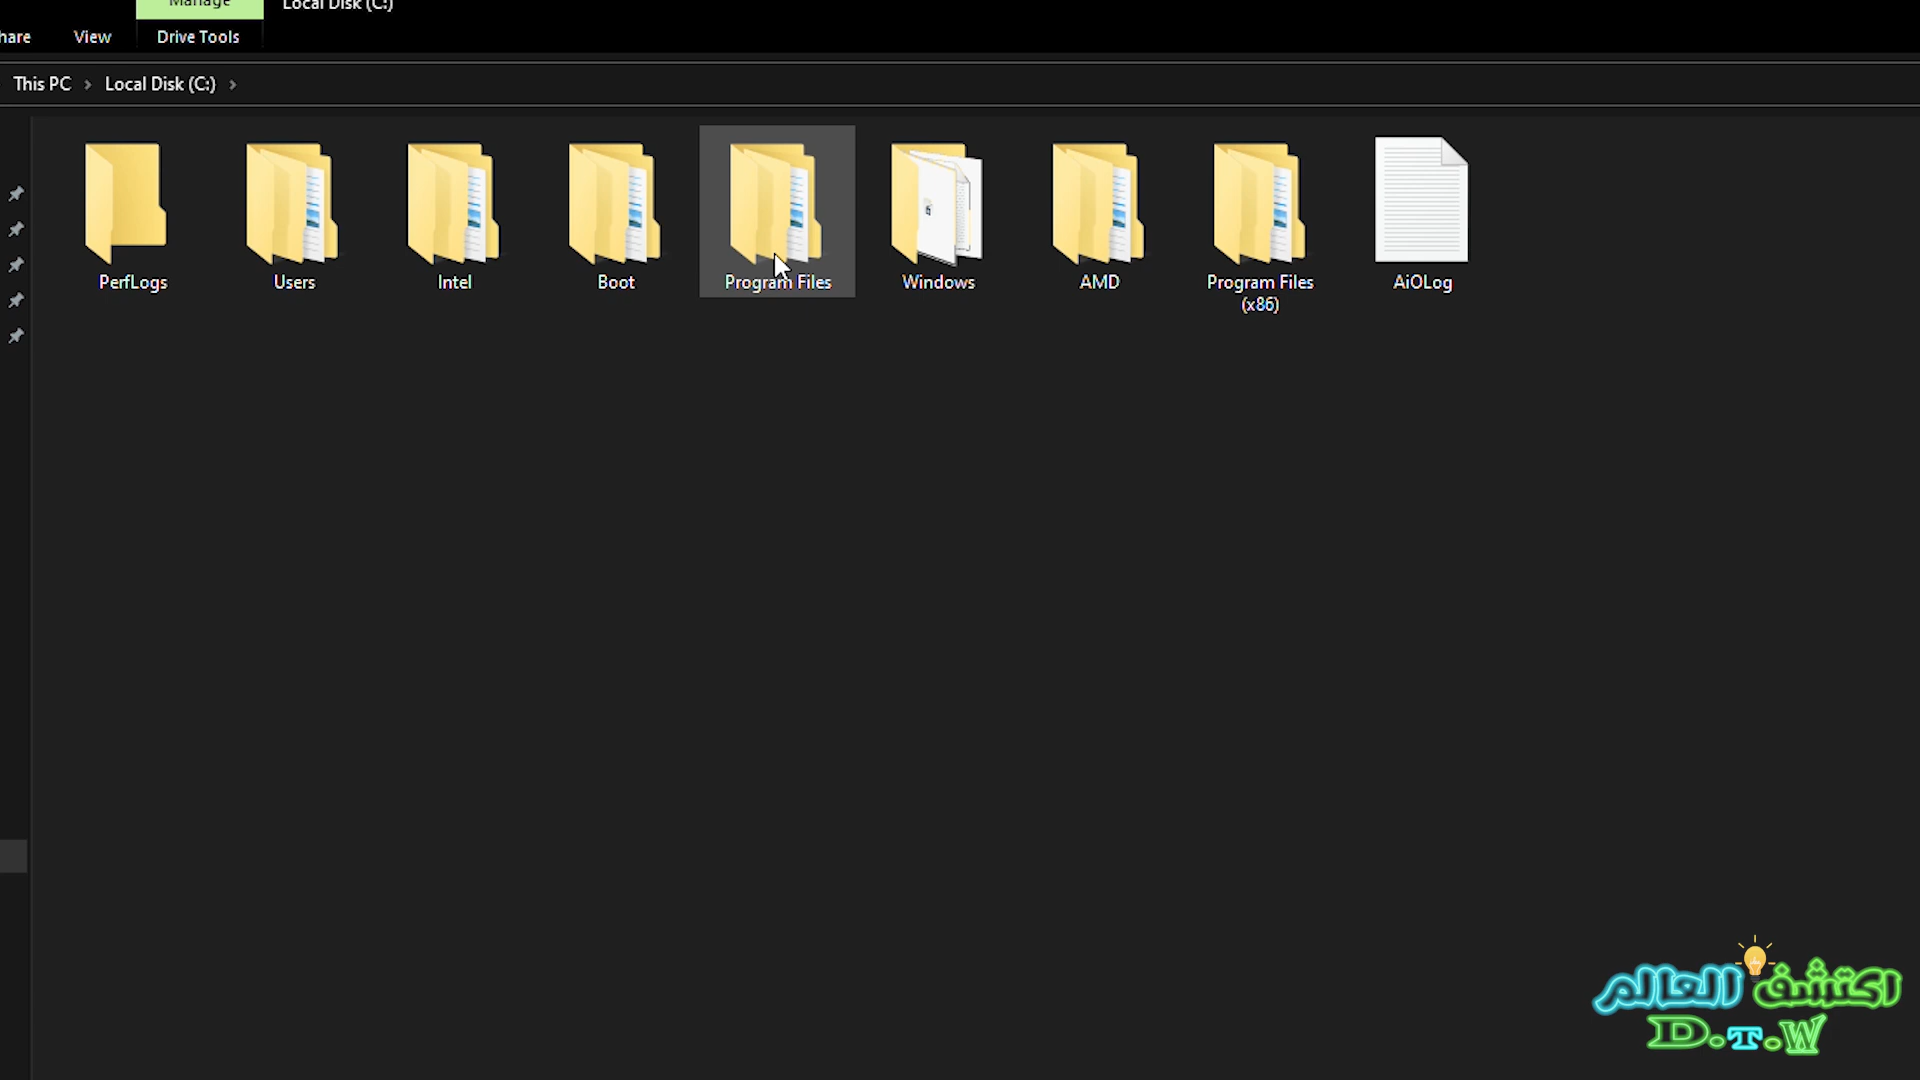 Manage
Local Disk (C:)
hare
View
Drive Tools
This PC
Local Disk (C:)
PerfLogs
Users
Intel
Boot
Program Files
Windows
AMD
Program Files
(x86)
AiOLog
اكتشف العالم
D.T.W